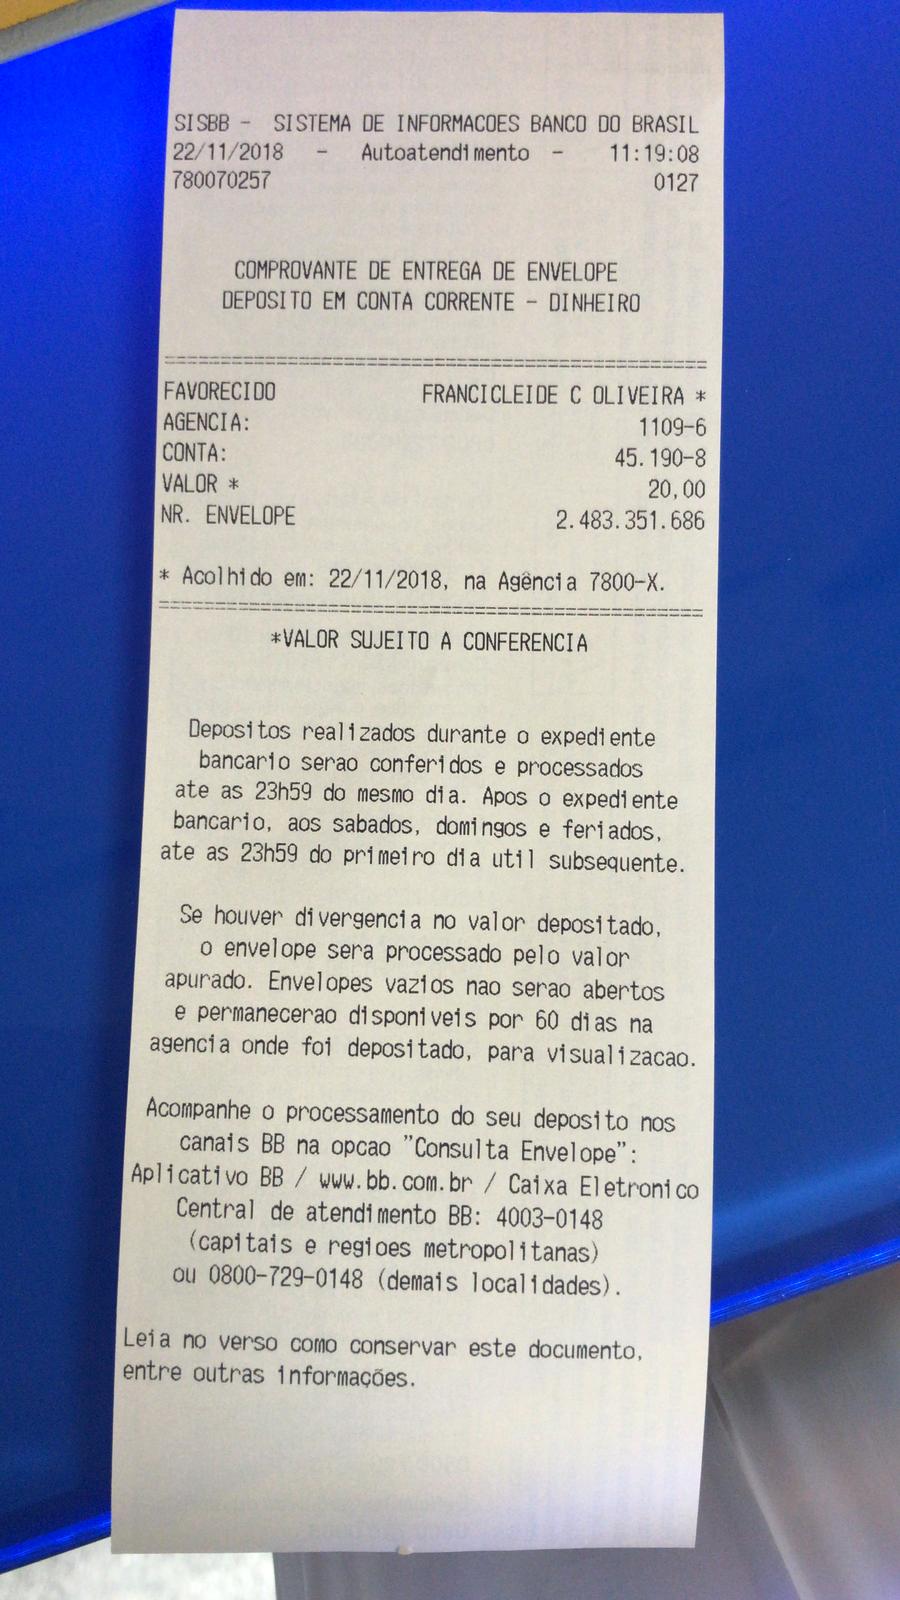 SISBB - SISTEMA DE INFORMACOES BANCO DO BRASIL
22/11/2018 - Autoatendimento - 11:19:08
780070257 0127
COMPROVANTE DE ENTREGA DE ENVELOPE
DEPOSITO EM CONTA CORRENTE - DINHEIRO
================================================
FAVORECIDO FRANCICLEIDE C OLIVEIRA *
AGENCIA: 1109-6
CONTA: 45.190-8
VALOR * 20,00
NR. ENVELOPE 2.483.351.686
* Acolhido em: 22/11/2018, na Agência 7800-X.
================================================
*VALOR SUJEITO A CONFERENCIA
Depositos realizados durante o expediente
bancario serao conferidos e processados
ate as 23h59 do mesmo dia. Apos o expediente
bancario, aos sabados, domingos e feriados,
ate as 23h59 do primeiro dia util subsequente.
Se houver divergencia no valor depositado,
o envelope sera processado pelo valor
apurado. Envelopes vazios nao serao abertos
e permanecerao disponiveis por 60 dias na
agencia onde foi depositado, para visualizacao.
Acompanhe o processamento do seu deposito nos
canais BB na opcao "Consulta Envelope":
Aplicativo BB / www.bb.com.br / Caixa Eletronico
Central de atendimento BB: 4003-0148
(capitais e regioes metropolitanas)
ou 0800-729-0148 (demais localidades).
Leia no verso como conservar este documento,
entre outras informações.